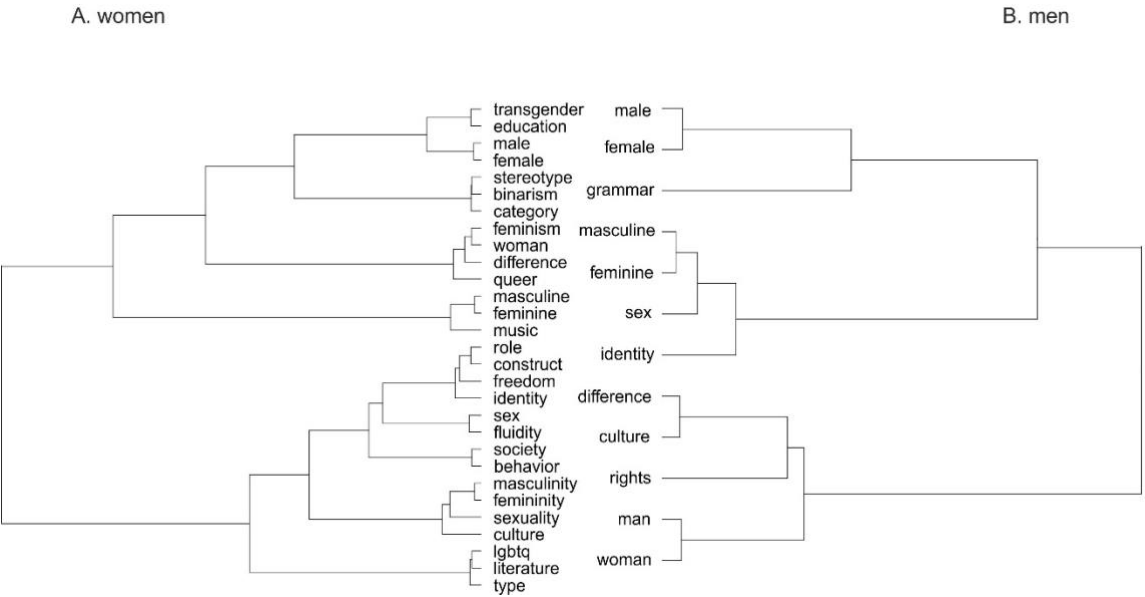 A. women
B. men
transgender
education
male
female
stereotype
binarism
category
feminism
woman
difference
queer
masculine
feminine
music
role
construct
freedom
identity
sex
fluidity
society
behavior
masculinity
femininity
sexuality
culture
lgbtq
literature
type
male
female
grammar
masculine
feminine
sex
identity
difference
culture
rights
man
woman